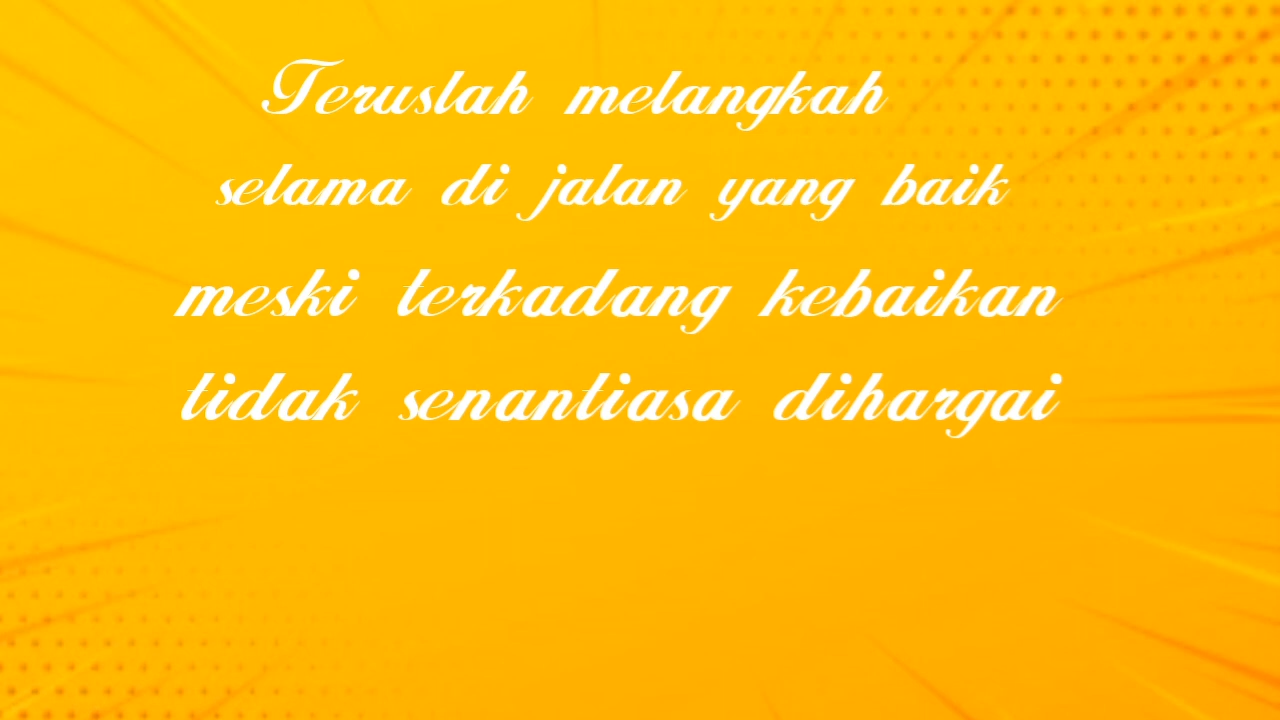 Teruslah melangkah
selama di jalan yang baik
meski terkadang kebaikan
tidak senantiasa dihargai